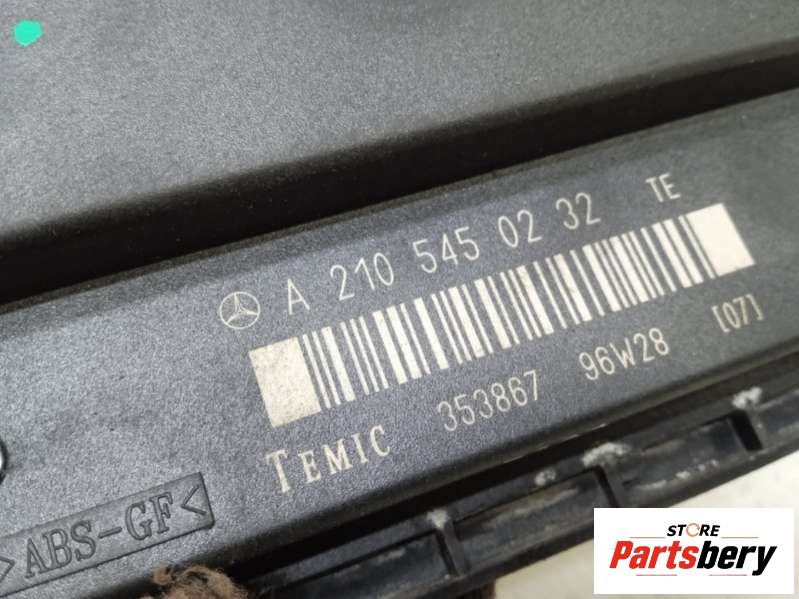 A 210 545 02 32 TE
TEMIC 353867 96W28 [07]
>ABS-GF<
STORE
Partsbery